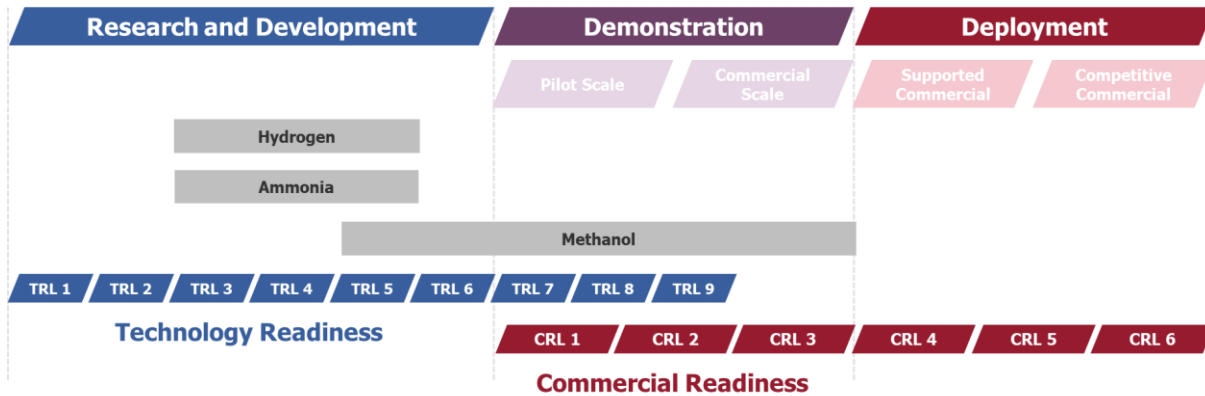 Research and Development
Demonstration
Deployment
Pilot Scale
Commercial
Scale
Supported
Commercial
Competitive
Commercial
Hydrogen
Ammonia
Methanol
TRL 1
TRL 2
TRL 3
TRL 4
TRL 5
TRL 6
TRL 7
TRL 8
TRL 9
Technology Readiness
CRL 1
CRL 2
CRL 3
CRL 4
CRL 5
CRL 6
Commercial Readiness